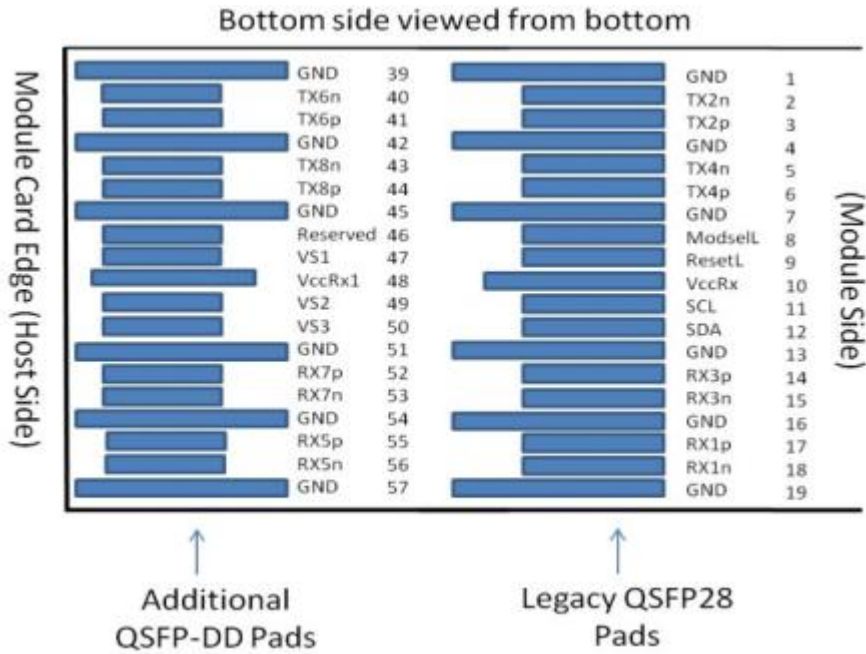 Bottom side viewed from bottom
Module Card Edge (Host Side)
GND 39
TX6n 40
TX6p 41
GND 42
TX8n 43
TX8p 44
GND 45
Reserved 46
VS1 47
VccRx1 48
VS2 49
VS3 50
GND 51
RX7p 52
RX7n 53
GND 54
RX5p 55
RX5n 56
GND 57
GND 1
TX2n 2
TX2p 3
GND 4
TX4n 5
TX4p 6
GND 7
ModselL 8
ResetL 9
VccRx 10
SCL 11
SDA 12
GND 13
RX3p 14
RX3n 15
GND 16
RX1p 17
RX1n 18
GND 19
(Module Side)
Additional
QSFP-DD Pads
Legacy QSFP28
Pads